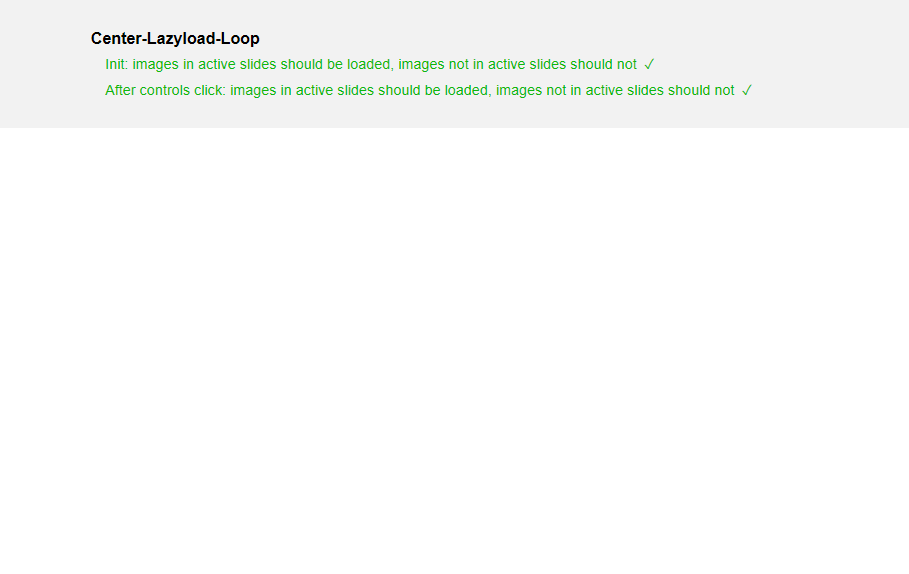 Center-Lazyload-Loop
Init: images in active slides should be loaded, images not in active slides should not ✓
After controls click: images in active slides should be loaded, images not in active slides should not ✓